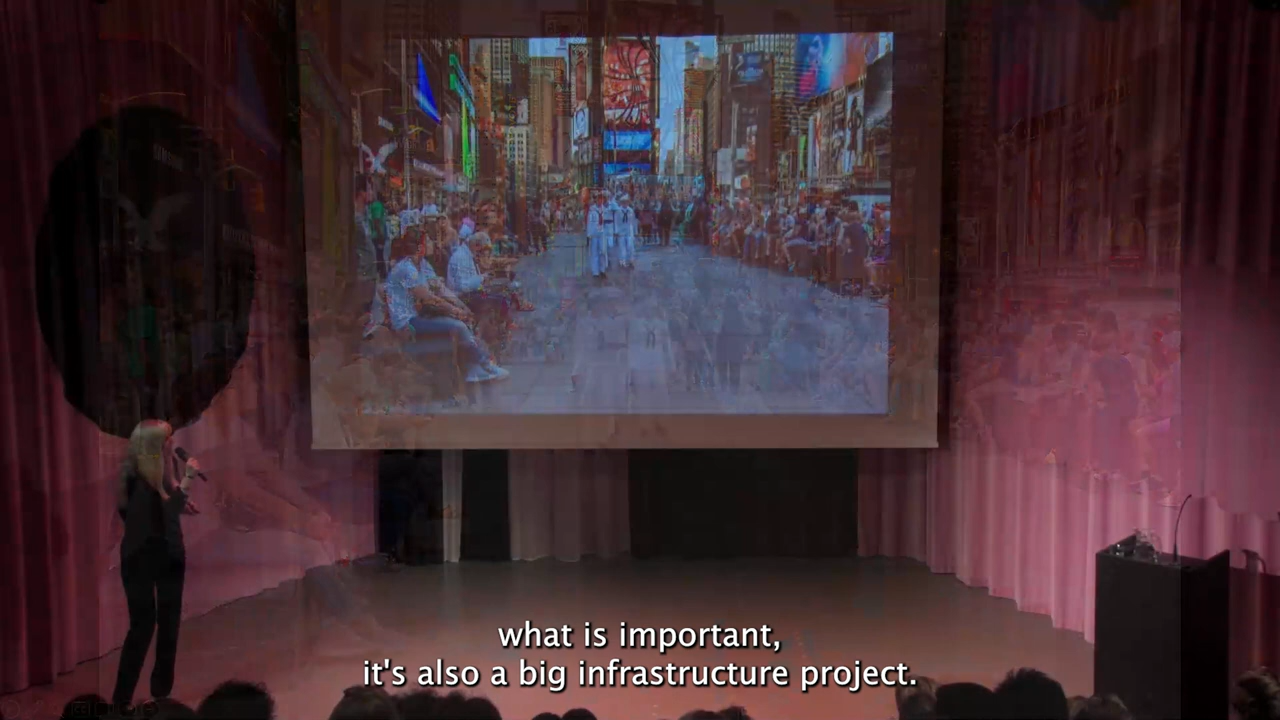 what is important,
it's also a big infrastructure project.